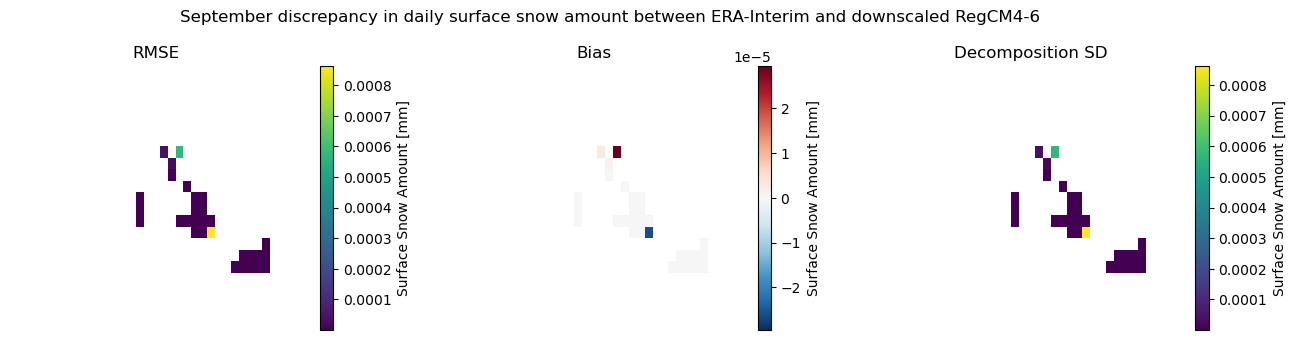 September discrepancy in daily surface snow amount between ERA-Interim and downscaled RegCM4-6
RMSE
0.0008
0.0007
0.0006
0.0005
0.0004
0.0003
0.0002
0.0001
Surface Snow Amount [mm]
Bias
1e−5
2
1
0
−1
−2
Surface Snow Amount [mm]
Decomposition SD
0.0008
0.0007
0.0006
0.0005
0.0004
0.0003
0.0002
0.0001
Surface Snow Amount [mm]